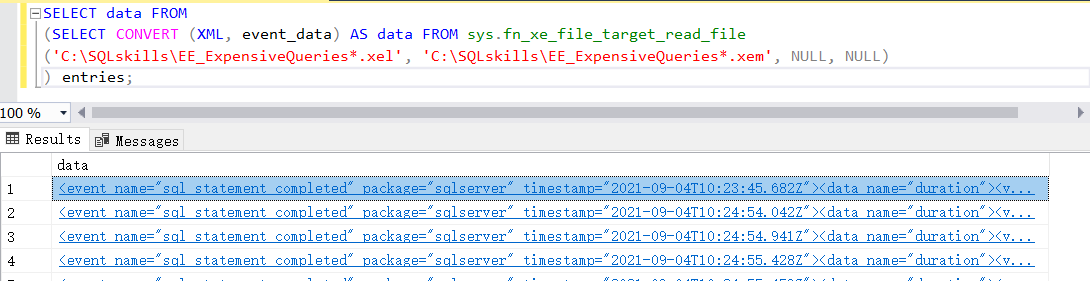 SELECT data FROM
(SELECT CONVERT (XML, event_data) AS data FROM sys.fn_xe_file_target_read_file
('C:\SQLskills\EE_ExpensiveQueries*.xel', 'C:\SQLskills\EE_ExpensiveQueries*.xem', NULL, NULL)
) entries;
100 %
Results Messages
data
1 <event name="sql_statement_completed" package="sqlserver" timestamp="2021-09-04T10:23:45.682Z"><data name="duration"><v...
2 <event name="sql_statement_completed" package="sqlserver" timestamp="2021-09-04T10:24:54.042Z"><data name="duration"><v...
3 <event name="sql_statement_completed" package="sqlserver" timestamp="2021-09-04T10:24:54.941Z"><data name="duration"><v...
4 <event name="sql_statement_completed" package="sqlserver" timestamp="2021-09-04T10:24:55.428Z"><data name="duration"><v...